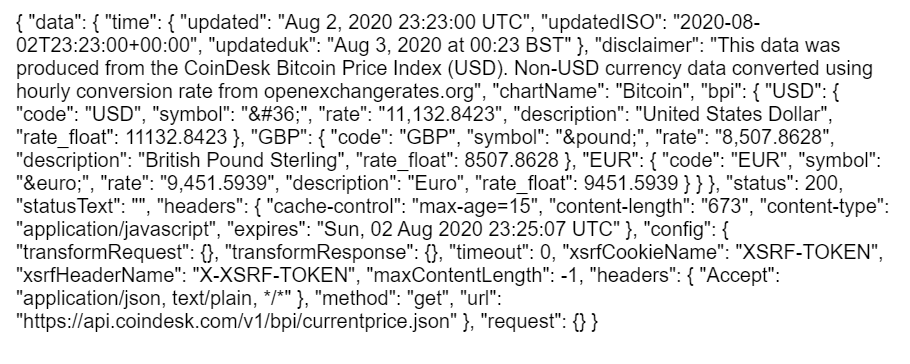 { "data": { "time": { "updated": "Aug 2, 2020 23:23:00 UTC", "updatedISO": "2020-08-
02T23:23:00+00:00", "updateduk": "Aug 3, 2020 at 00:23 BST" }, "disclaimer": "This data was
produced from the CoinDesk Bitcoin Price Index (USD). Non-USD currency data converted using
hourly conversion rate from openexchangerates.org", "chartName": "Bitcoin", "bpi": { "USD": {
"code": "USD", "symbol": "&#36;", "rate": "11,132.8423", "description": "United States Dollar",
"rate_float": 11132.8423 }, "GBP": { "code": "GBP", "symbol": "&pound;", "rate": "8,507.8628",
"description": "British Pound Sterling", "rate_float": 8507.8628 }, "EUR": { "code": "EUR", "symbol":
"&euro;", "rate": "9,451.5939", "description": "Euro", "rate_float": 9451.5939 } } }, "status": 200,
"statusText": "", "headers": { "cache-control": "max-age=15", "content-length": "673", "content-type":
"application/javascript", "expires": "Sun, 02 Aug 2020 23:25:07 UTC" }, "config": {
"transformRequest": {}, "transformResponse": {}, "timeout": 0, "xsrfCookieName": "XSRF-TOKEN",
"xsrfHeaderName": "X-XSRF-TOKEN", "maxContentLength": -1, "headers": { "Accept":
"application/json, text/plain, */*" }, "method": "get", "url":
"https://api.coindesk.com/v1/bpi/currentprice.json" }, "request": {} }